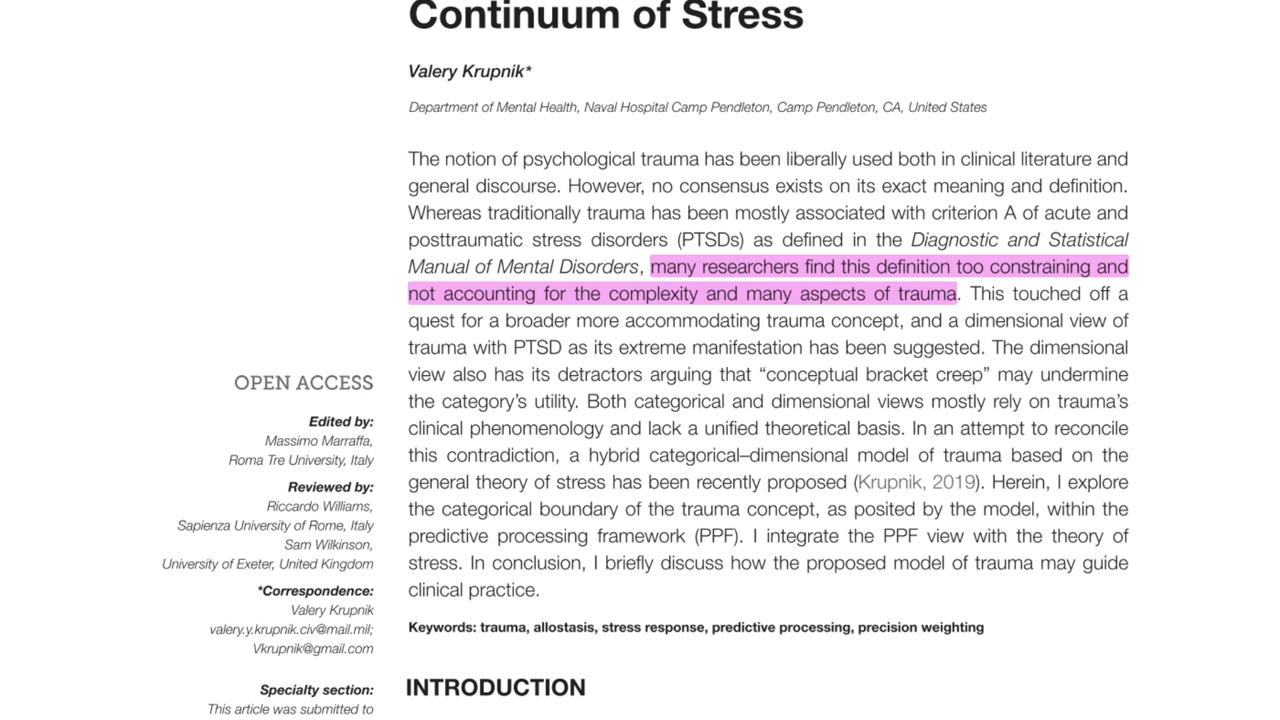 Continuum of Stress
Valery Krupnik*
Department of Mental Health, Naval Hospital Camp Pendleton, Camp Pendleton, CA, United States
The notion of psychological trauma has been liberally used both in clinical literature and
general discourse. However, no consensus exists on its exact meaning and definition.
Whereas traditionally trauma has been mostly associated with criterion A of acute and
posttraumatic stress disorders (PTSDs) as defined in the Diagnostic and Statistical
Manual of Mental Disorders, many researchers find this definition too constraining and
not accounting for the complexity and many aspects of trauma. This touched off a
quest for a broader more accommodating trauma concept, and a dimensional view of
trauma with PTSD as its extreme manifestation has been suggested. The dimensional
view also has its detractors arguing that “conceptual bracket creep” may undermine
the category’s utility. Both categorical and dimensional views mostly rely on trauma’s
clinical phenomenology and lack a unified theoretical basis. In an attempt to reconcile
this contradiction, a hybrid categorical–dimensional model of trauma based on the
general theory of stress has been recently proposed (Krupnik, 2019). Herein, I explore
the categorical boundary of the trauma concept, as posited by the model, within the
predictive processing framework (PPF). I integrate the PPF view with the theory of
stress. In conclusion, I briefly discuss how the proposed model of trauma may guide
clinical practice.
Keywords: trauma, allostasis, stress response, predictive processing, precision weighting
OPEN ACCESS
Edited by:
Massimo Marraffa,
Roma Tre University, Italy
Reviewed by:
Riccardo Williams,
Sapienza University of Rome, Italy
Sam Wilkinson,
University of Exeter, United Kingdom
*Correspondence:
Valery Krupnik
valery.y.krupnik.civ@mail.mil;
Vkrupnik@gmail.com
Specialty section:
This article was submitted to
INTRODUCTION